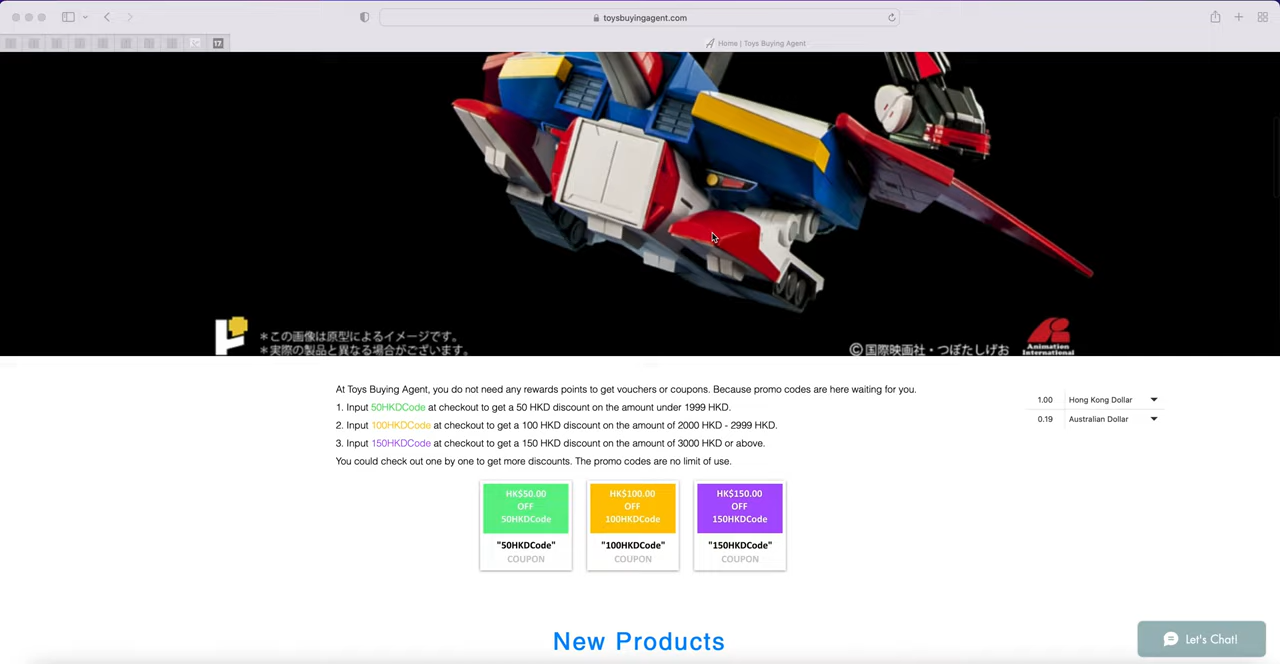 toysbuyingagent.com
17
Home | Toys Buying Agent
*この画像は原型によるイメージです。
*実際の製品と異なる場合がございます。
©国際映画社・つぼたしげお
Animation
International
At Toys Buying Agent, you do not need any rewards points to get vouchers or coupons. Because promo codes are here waiting for you.
1. Input 50HKDCode at checkout to get a 50 HKD discount on the amount under 1999 HKD.
2. Input 100HKDCode at checkout to get a 100 HKD discount on the amount of 2000 HKD - 2999 HKD.
3. Input 150HKDCode at checkout to get a 150 HKD discount on the amount of 3000 HKD or above.
You could check out one by one to get more discounts. The promo codes are no limit of use.
1.00 Hong Kong Dollar
0.19 Australian Dollar
HK$50.00
OFF
50HKDCode
"50HKDCode"
COUPON
HK$100.00
OFF
100HKDCode
"100HKDCode"
COUPON
HK$150.00
OFF
150HKDCode
"150HKDCode"
COUPON
New Products
Let's Chat!